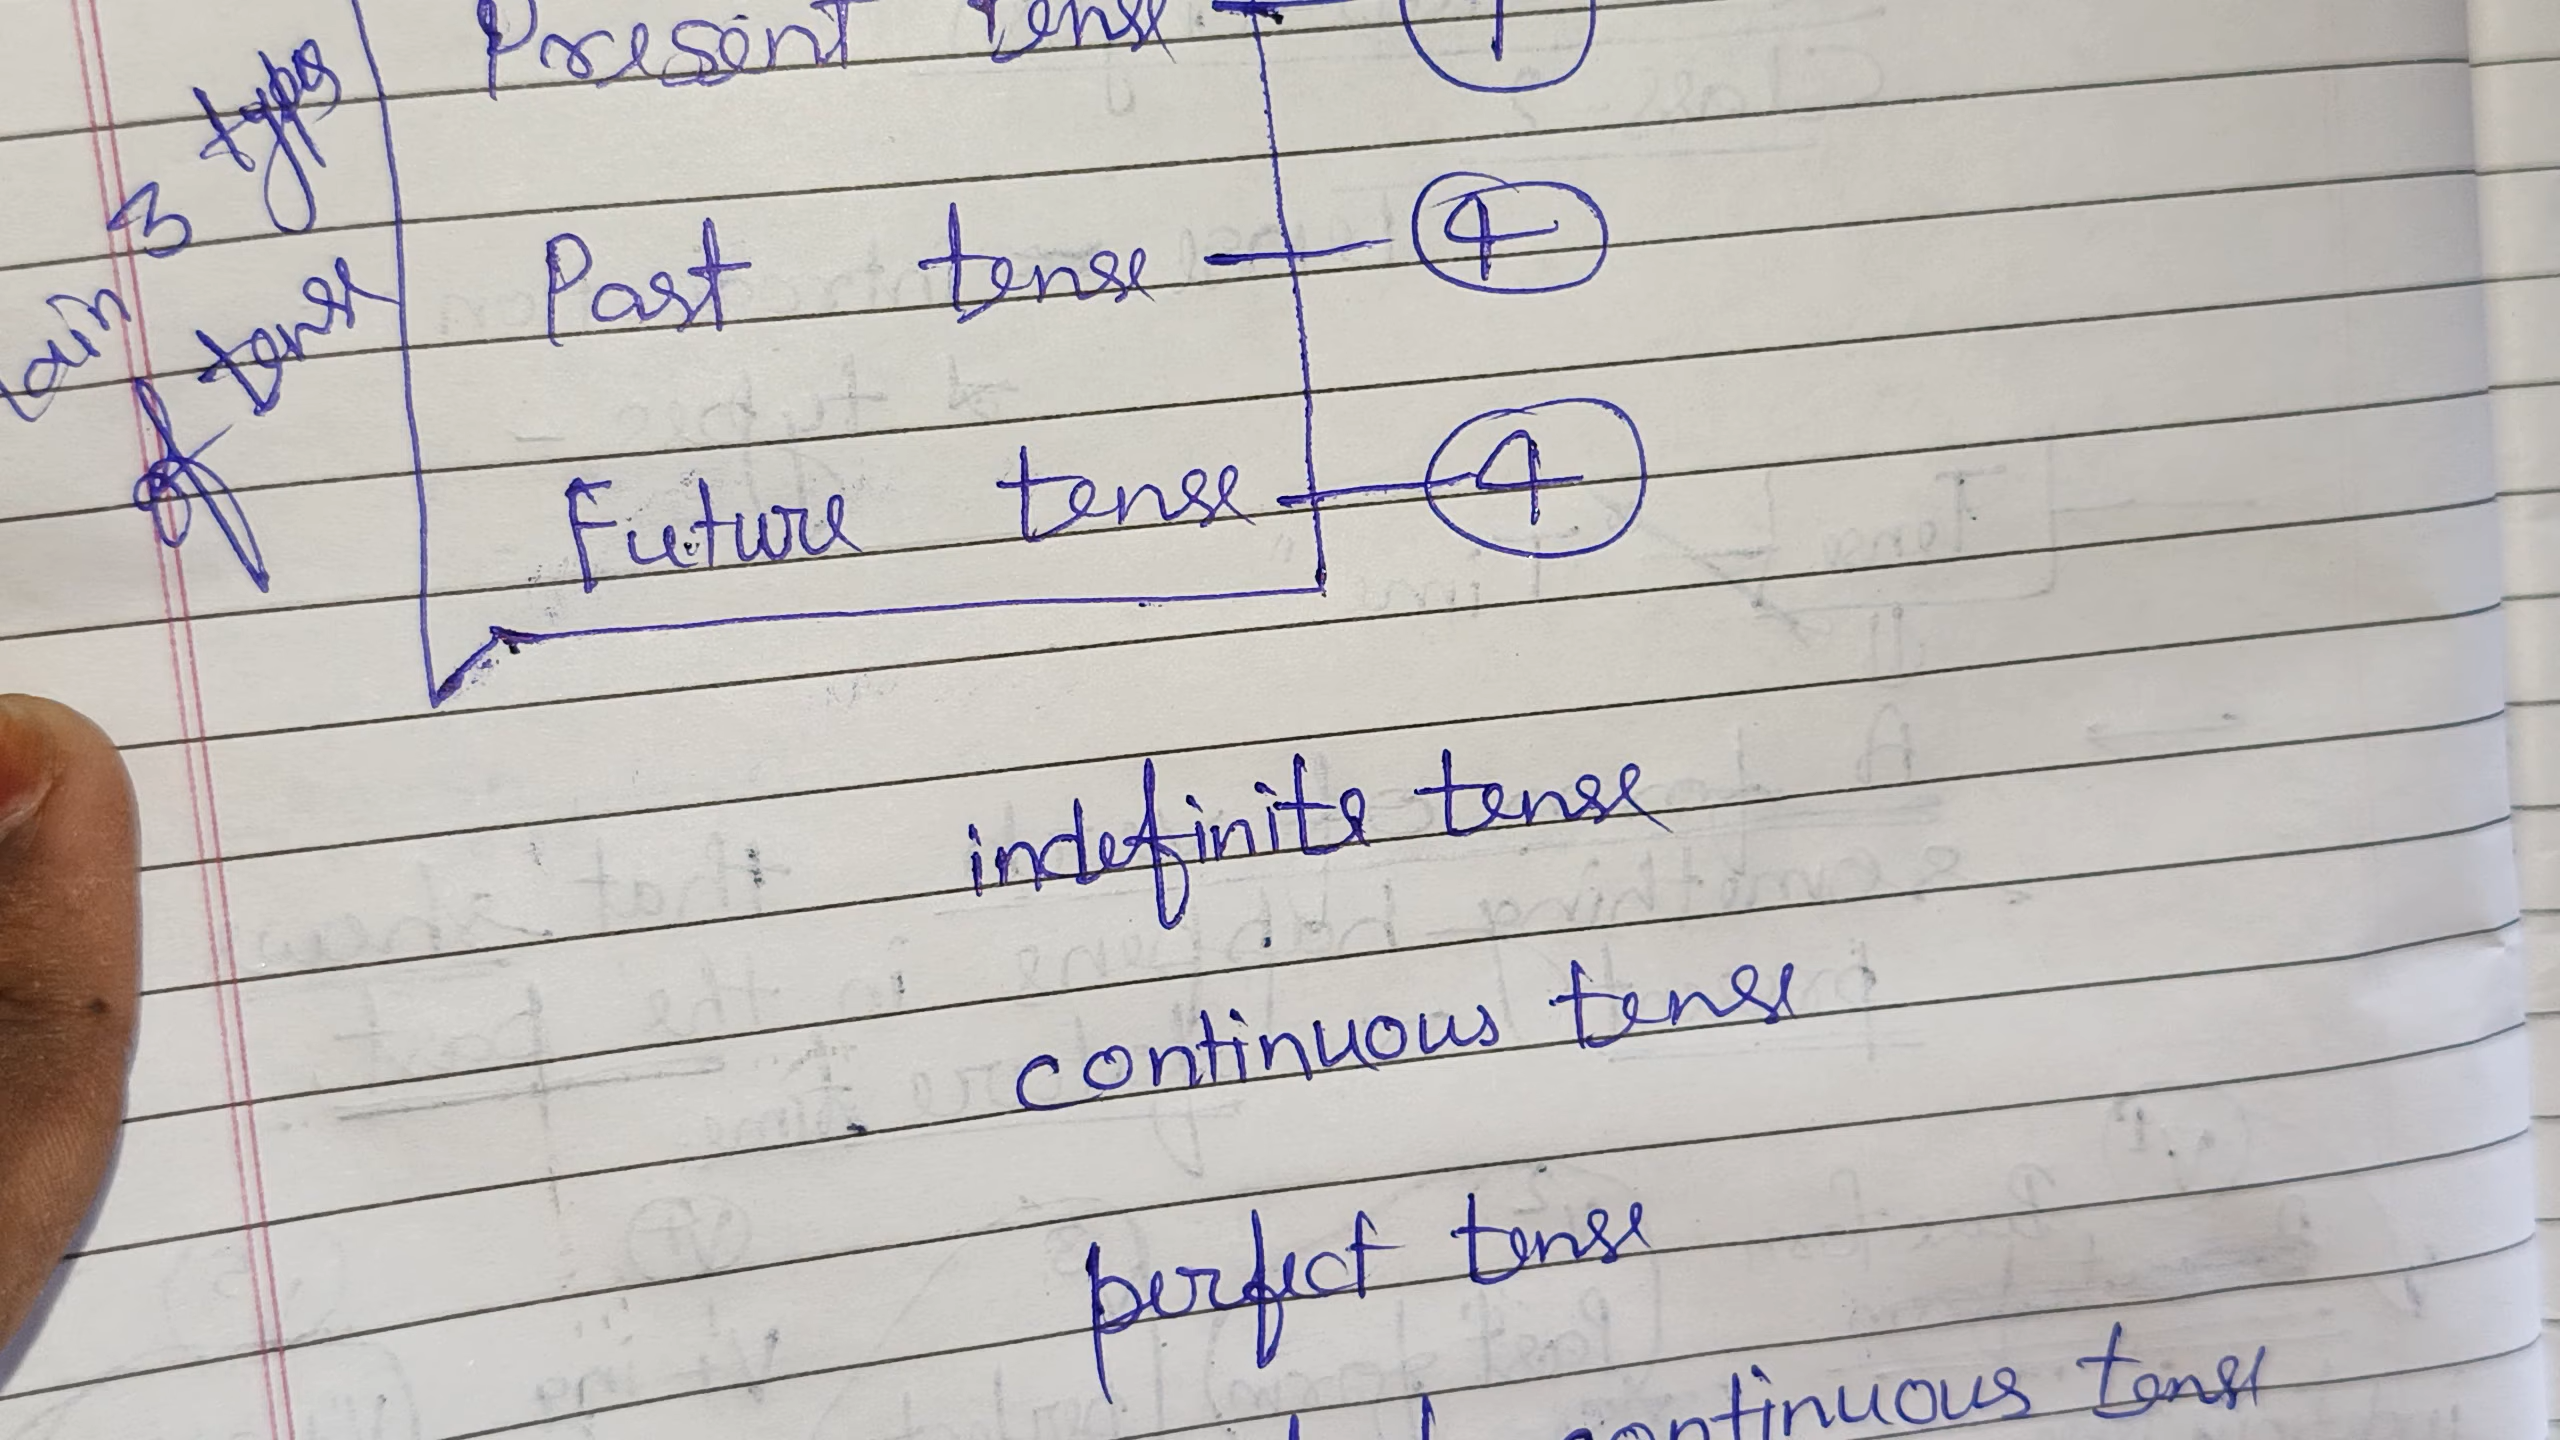 Present tense
Past tense — 4
Future tense — 4
3 types
of tense
indefinite tense
continuous tense
perfect tense
continuous tense